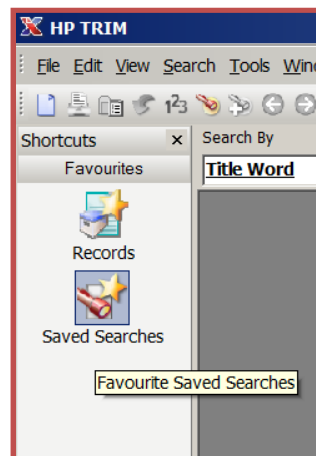 HP TRIM
File Edit View Search Tools
Shortcuts x Search By
Favourites Title Word
Records
Saved Searches
Favourite Saved Searches